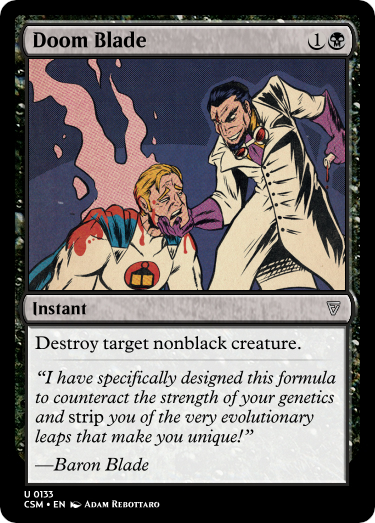 Doom Blade 1
Instant
Destroy target nonblack creature.
“I have specifically designed this formula
to counteract the strength of your genetics
and strip you of the very evolutionary
leaps that make you unique!”
—Baron Blade
U 0133
CSM • EN Adam Rebottaro